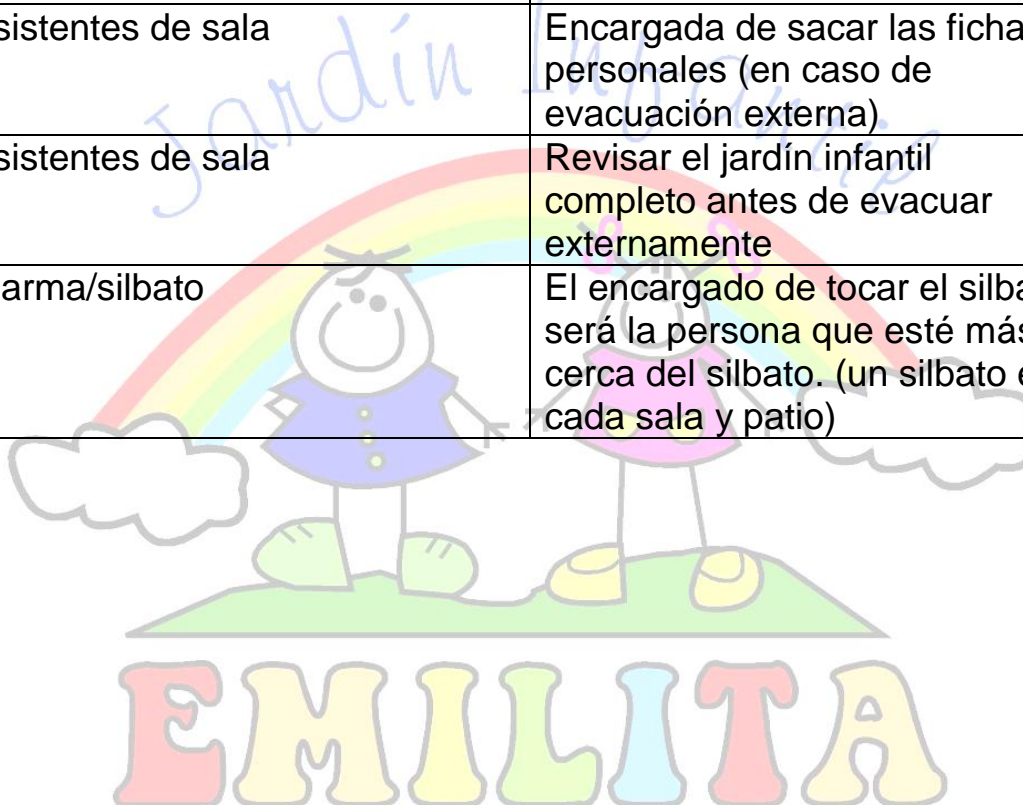 sistentes de sala
Encargada de sacar las ficha
personales (en caso de
evacuación externa)
sistentes de sala
Revisar el jardín infantil
completo antes de evacuar
externamente
arma/silbato
El encargado de tocar el silba
será la persona que esté más
cerca del silbato. (un silbato e
cada sala y patio)
Jardín Infantil
EMILITA